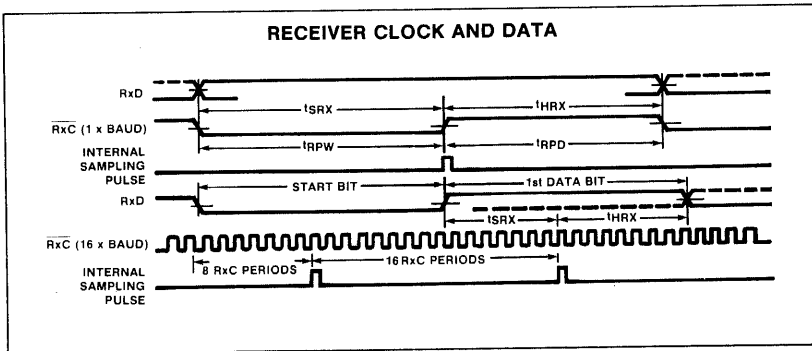 RECEIVER CLOCK AND DATA
RxD
tSRX
tHRX
RxC (1 x BAUD)
tRPW
tRPD
INTERNAL
SAMPLING
PULSE
START BIT
1st DATA BIT
RxD
tSRX
tHRX
RxC (16 x BAUD)
8 RxC PERIODS
16 RxC PERIODS
INTERNAL
SAMPLING
PULSE